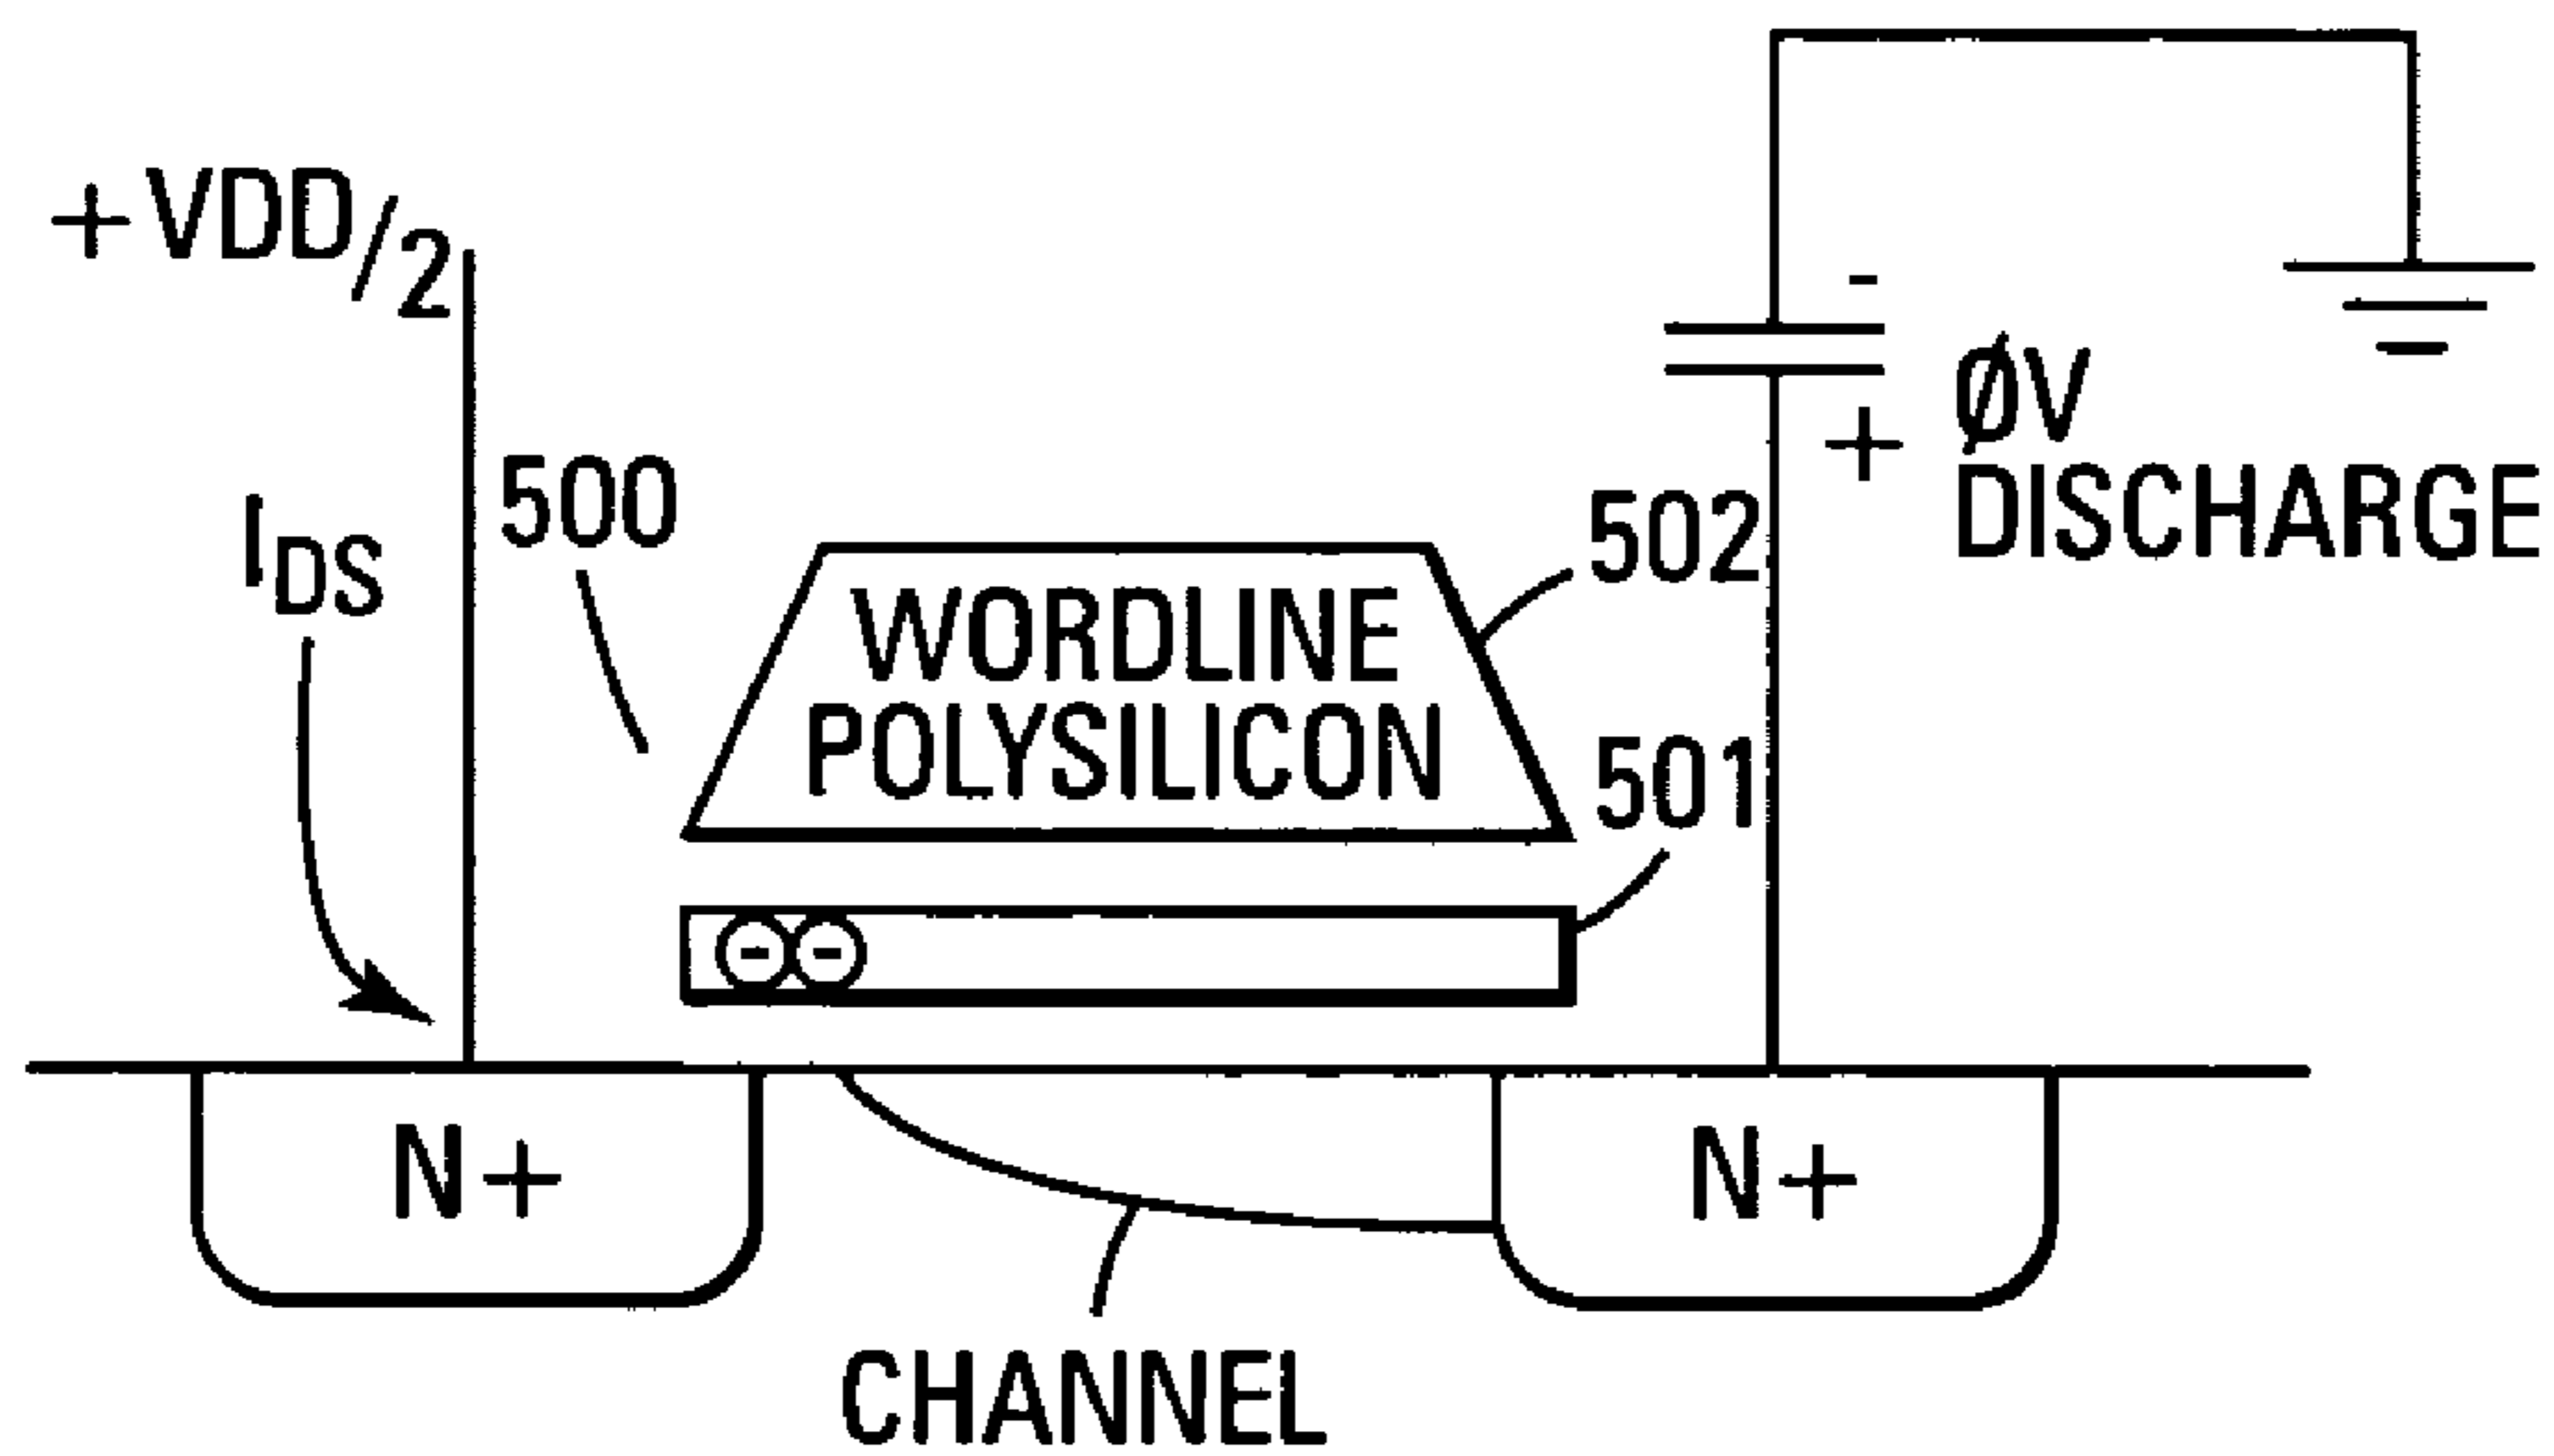 +VDD/2
IDS
500
WORDLINE
POLYSILICON
502
501
-
+
ØV
DISCHARGE
- -
N+
N+
CHANNEL